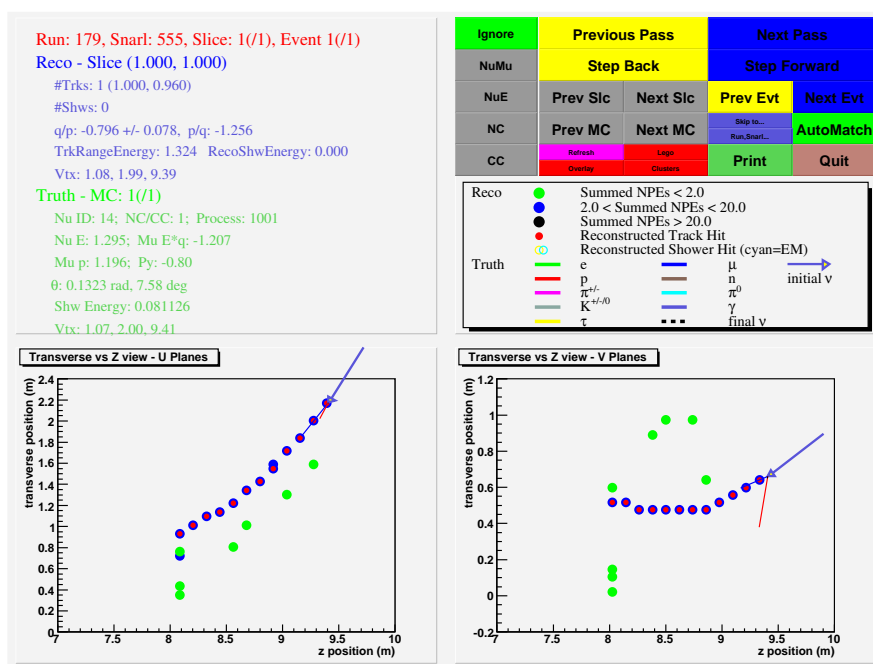 Run: 179, Snarl: 555, Slice: 1(/1), Event 1(/1)
Reco - Slice (1.000, 1.000)
#Trks: 1 (1.000, 0.960)
#Shws: 0
q/p: -0.796 +/- 0.078, p/q: -1.256
TrkRangeEnergy: 1.324 RecoShwEnergy: 0.000
Vtx: 1.08, 1.99, 9.39
Truth - MC: 1(/1)
Nu ID: 14; NC/CC: 1; Process: 1001
Nu E: 1.295; Mu E*q: -1.207
Mu p: 1.196; Py: -0.80
θ: 0.1323 rad, 7.58 deg
Shw Energy: 0.081126
Vtx: 1.07, 2.00, 9.41
Ignore Previous Pass Next Pass
NuMu Step Back Step Forward
NuE Prev Slc Next Slc Prev Evt Next Evt
NC Prev MC Next MC Skip to... Run,Snarl... AutoMatch
CC Refresh Overlay Lego Clusters Print Quit
Reco Summed NPEs < 2.0
2.0 < Summed NPEs < 20.0
Summed NPEs > 20.0
Reconstructed Track Hit
Reconstructed Shower Hit (cyan=EM)
Truth e μ initial ν
p n
π+/- π0
K+/-/0 γ
τ final ν
Transverse vs Z view - U Planes
transverse position (m)
2.4
2.2
2
1.8
1.6
1.4
1.2
1
0.8
0.6
0.4
0.2
0
7 7.5 8 8.5 9 9.5 10
z position (m)
Transverse vs Z view - V Planes
transverse position (m)
1.2
1
0.8
0.6
0.4
0.2
0
-0.2
7 7.5 8 8.5 9 9.5 10
z position (m)